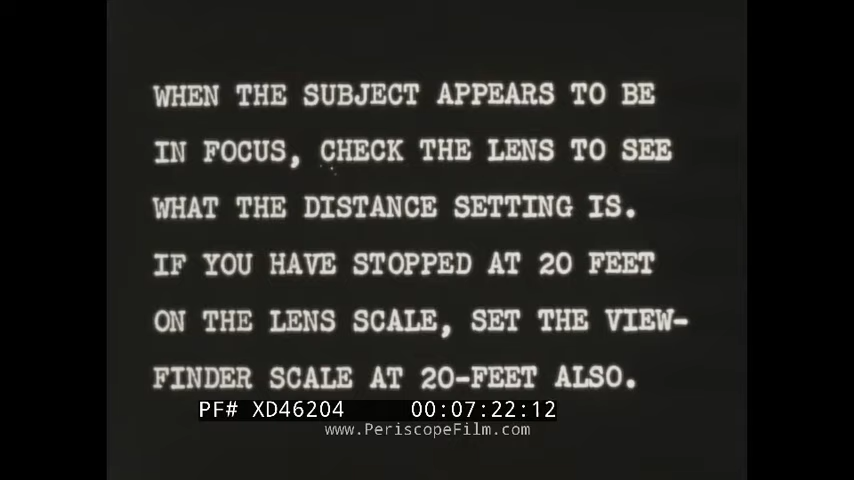 WHEN THE SUBJECT APPEARS TO BE
IN FOCUS, CHECK THE LENS TO SEE
WHAT THE DISTANCE SETTING IS.
IF YOU HAVE STOPPED AT 20 FEET
ON THE LENS SCALE, SET THE VIEW-
FINDER SCALE AT 20-FEET ALSO.
PF# XD46204 00:07:22:12
www.PeriscopeFilm.com